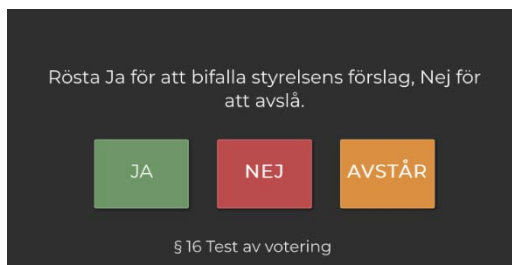 Rösta Ja för att bifalla styrelsens förslag, Nej för
att avslå.
JA NEJ AVSTÅR
§ 16 Test av votering